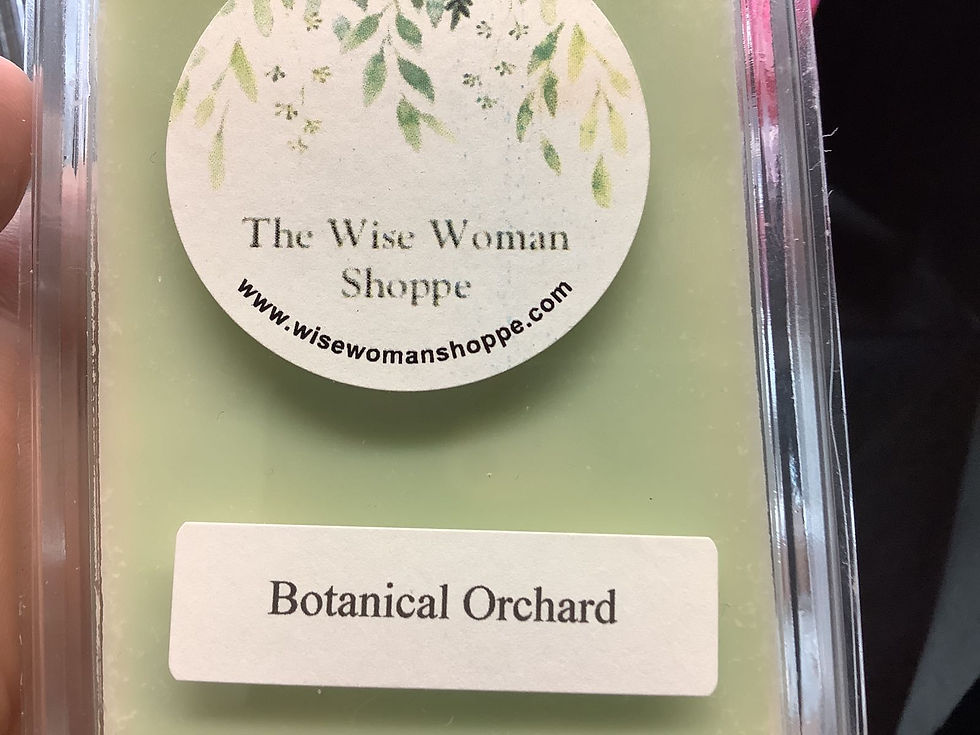 The Wise Woman
Shoppe
www.wisewomanshoppe.com
Botanical Orchard